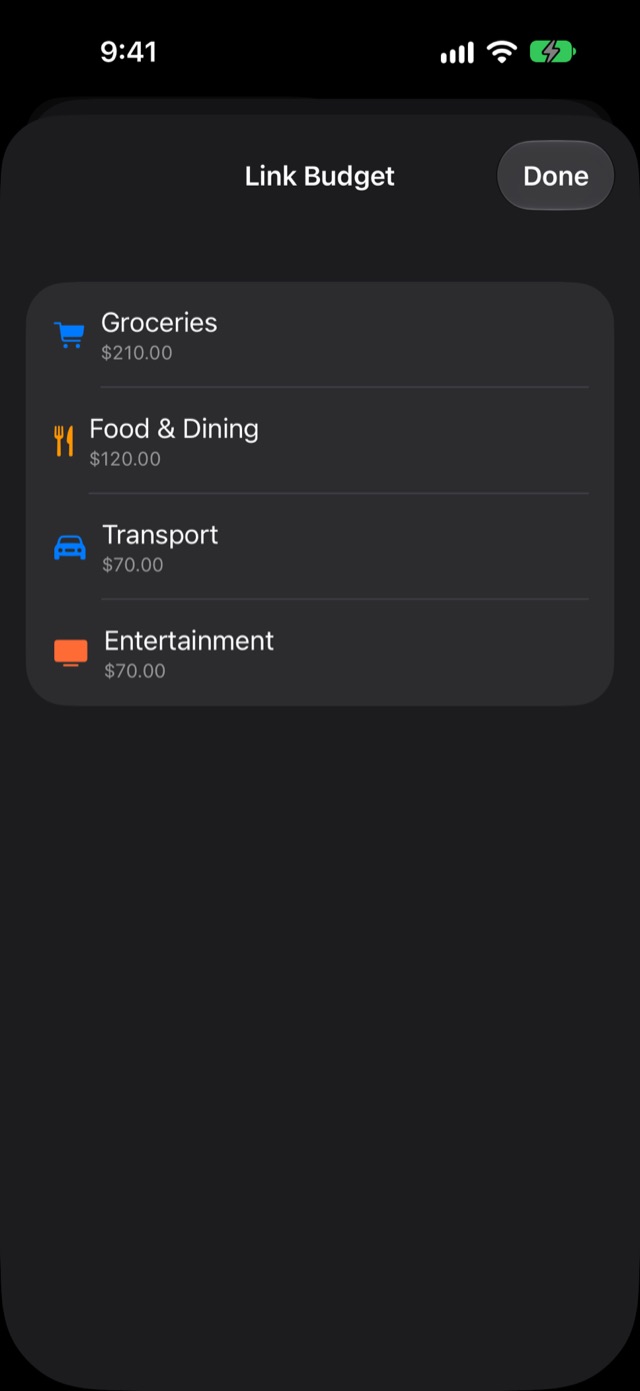 9:41
Link Budget
Done
Groceries
$210.00
Food & Dining
$120.00
Transport
$70.00
Entertainment
$70.00